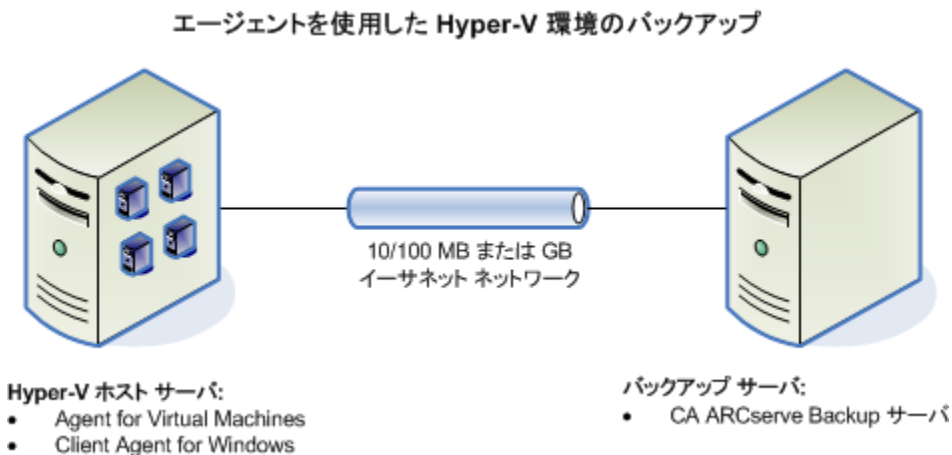 エージェントを使用した Hyper-V 環境のバックアップ
10/100 MB または GB
イーサネット ネットワーク
Hyper-V ホスト サーバ:
• Agent for Virtual Machines
• Client Agent for Windows
バックアップ サーバ:
• CA ARCserve Backup サーバ